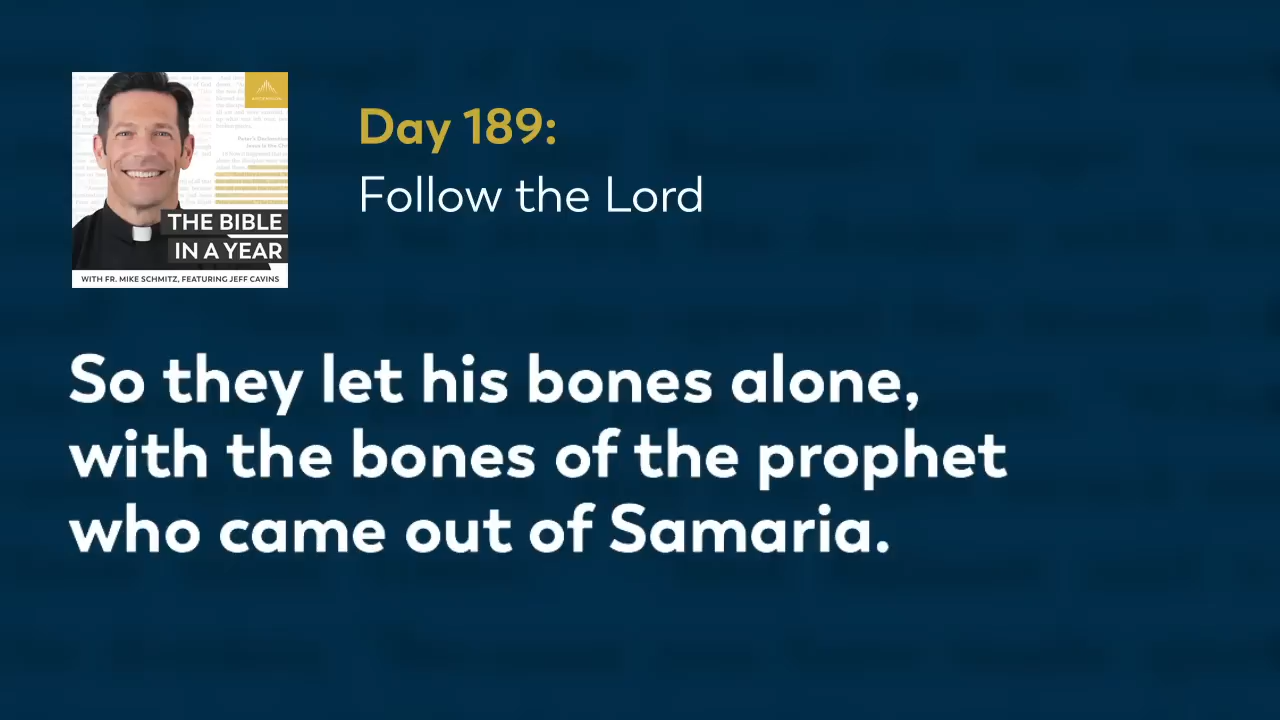 THE BIBLE
IN A YEAR
WITH FR. MIKE SCHMITZ, FEATURING JEFF CAVINS
Day 189:
Follow the Lord
So they let his bones alone,
with the bones of the prophet
who came out of Samaria.